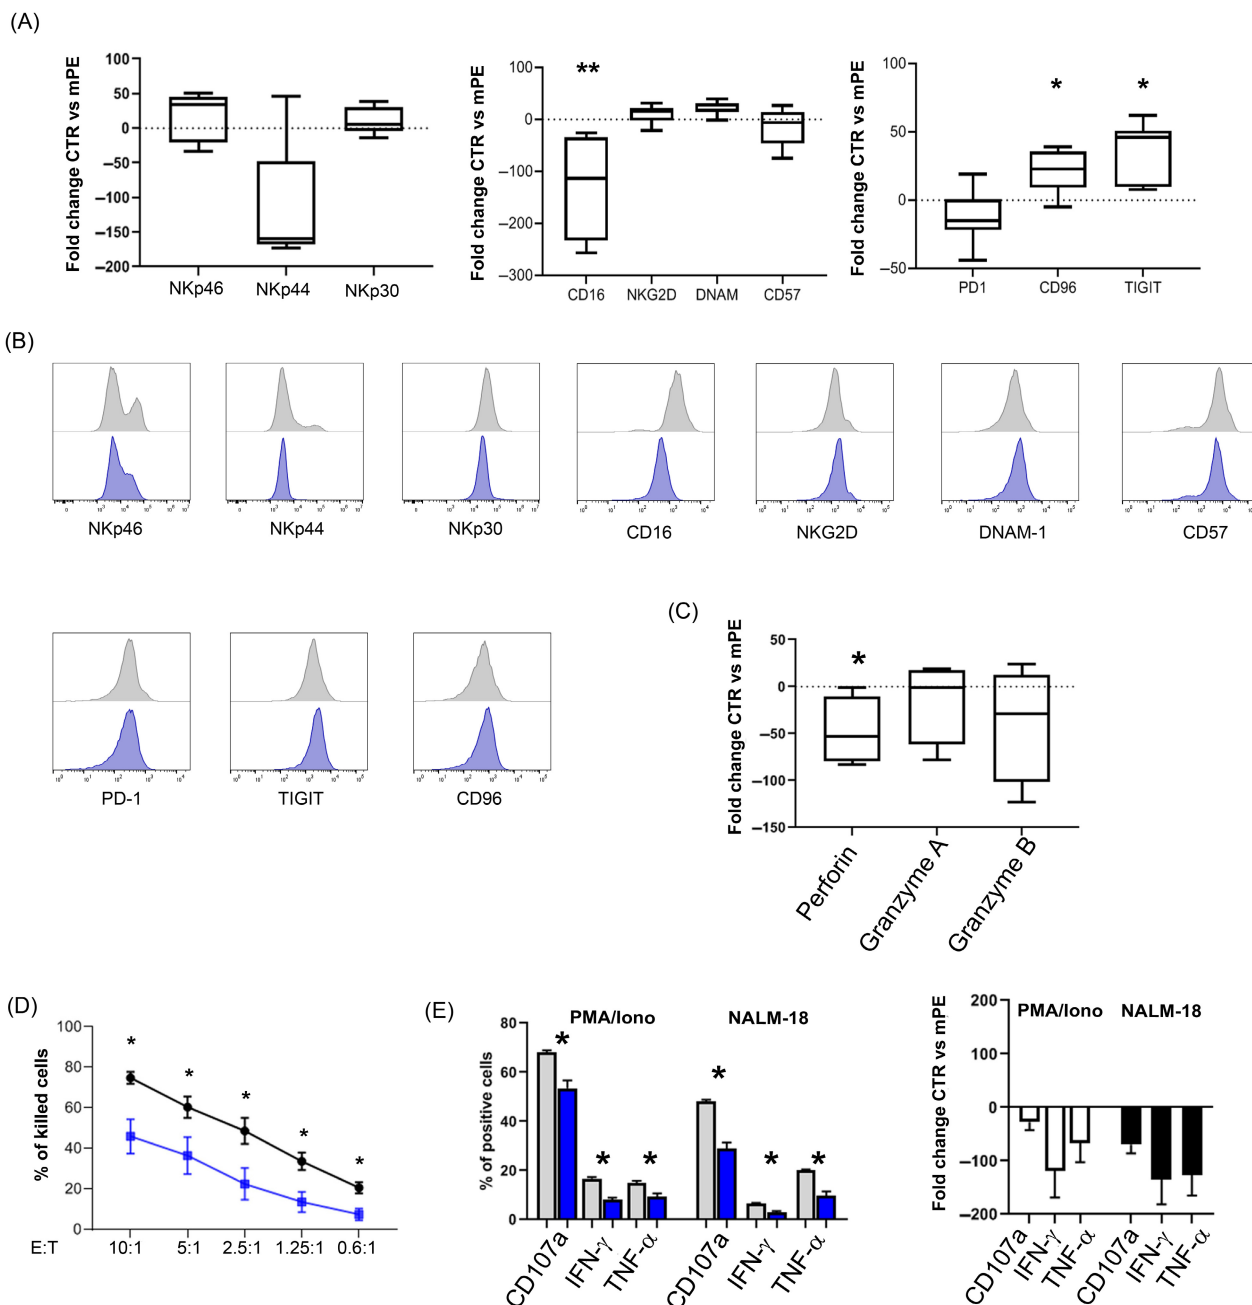 (A)
Fold change CTR vs mPE
100
50
0
–50
–100
–150
–200
NKp46 NKp44 NKp30
Fold change CTR vs mPE
100
0
–100
–200
–300
**
CD16 NKG2D DNAM CD57
Fold change CTR vs mPE
100
50
0
–50
* *
PD1 CD96 TIGIT
(B)
NKp46 NKp44 NKp30 CD16 NKG2D DNAM-1 CD57
PD-1 TIGIT CD96
(C)
Fold change CTR vs mPE
50
0
–50
–100
–150
*
Perforin Granzyme A Granzyme B
(D)
% of killed cells
100
80
60
40
20
0
* * * * *
E:T 10:1 5:1 2.5:1 1.25:1 0.6:1
(E)
% of positive cells
PMA/Iono NALM-18
80
60
40
20
0
* * * * * *
CD107a IFN-γ TNF-α CD107a IFN-γ TNF-α
Fold change CTR vs mPE
PMA/Iono NALM-18
200
100
0
–100
–200
CD107a IFN-γ TNF-α CD107a IFN-γ TNF-α